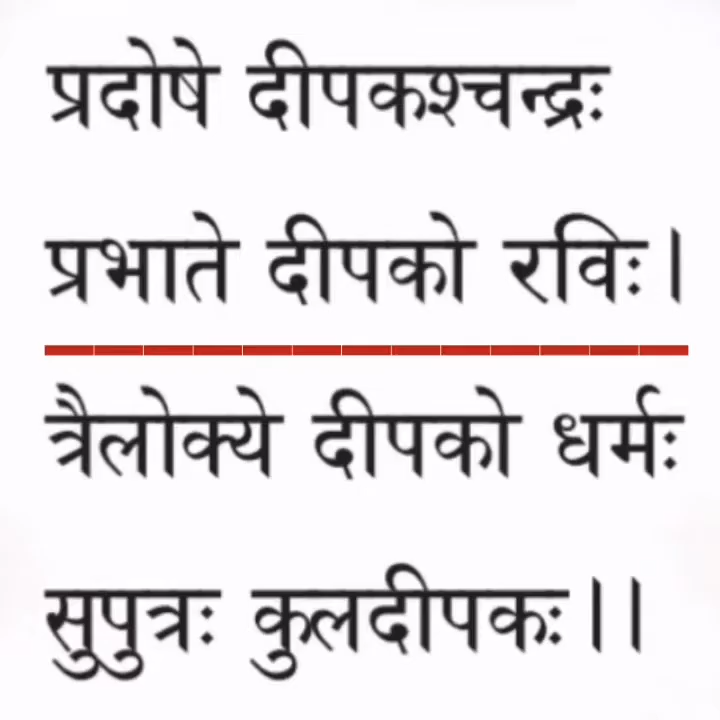 प्रदोषे दीपकश्चन्द्रः
प्रभाते दीपको रविः।
त्रैलोक्ये दीपको धर्मः
सुपुत्रः कुलदीपकः।।